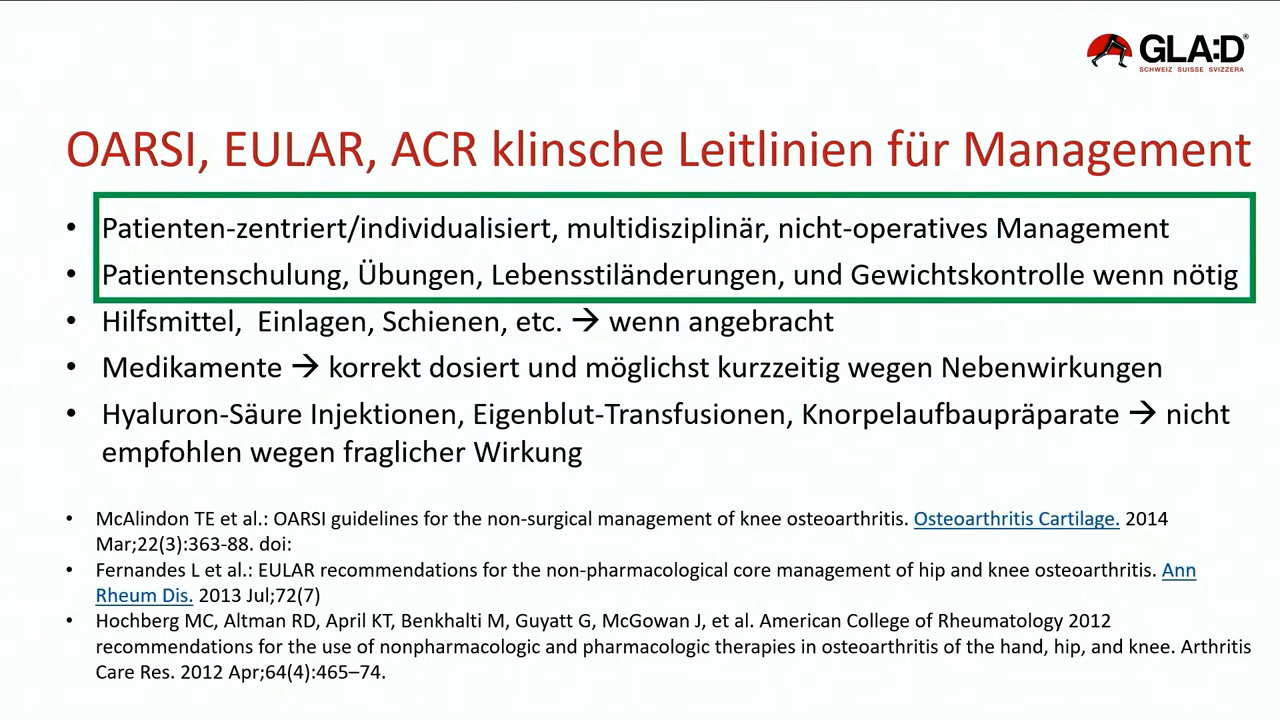 GLA:D®
SCHWEIZ SUISSE SVIZZERA
OARSI, EULAR, ACR klinsche Leitlinien für Management
• Patienten-zentriert/individualisiert, multidisziplinär, nicht-operatives Management
• Patientenschulung, Übungen, Lebensstiländerungen, und Gewichtskontrolle wenn nötig
• Hilfsmittel, Einlagen, Schienen, etc. → wenn angebracht
• Medikamente → korrekt dosiert und möglichst kurzzeitig wegen Nebenwirkungen
• Hyaluron-Säure Injektionen, Eigenblut-Transfusionen, Knorpelaufbaupräparate → nicht
empfohlen wegen fraglicher Wirkung
• McAlindon TE et al.: OARSI guidelines for the non-surgical management of knee osteoarthritis. Osteoarthritis Cartilage. 2014
Mar;22(3):363-88. doi:
• Fernandes L et al.: EULAR recommendations for the non-pharmacological core management of hip and knee osteoarthritis. Ann
Rheum Dis. 2013 Jul;72(7)
• Hochberg MC, Altman RD, April KT, Benkhalti M, Guyatt G, McGowan J, et al. American College of Rheumatology 2012
recommendations for the use of nonpharmacologic and pharmacologic therapies in osteoarthritis of the hand, hip, and knee. Arthritis
Care Res. 2012 Apr;64(4):465–74.